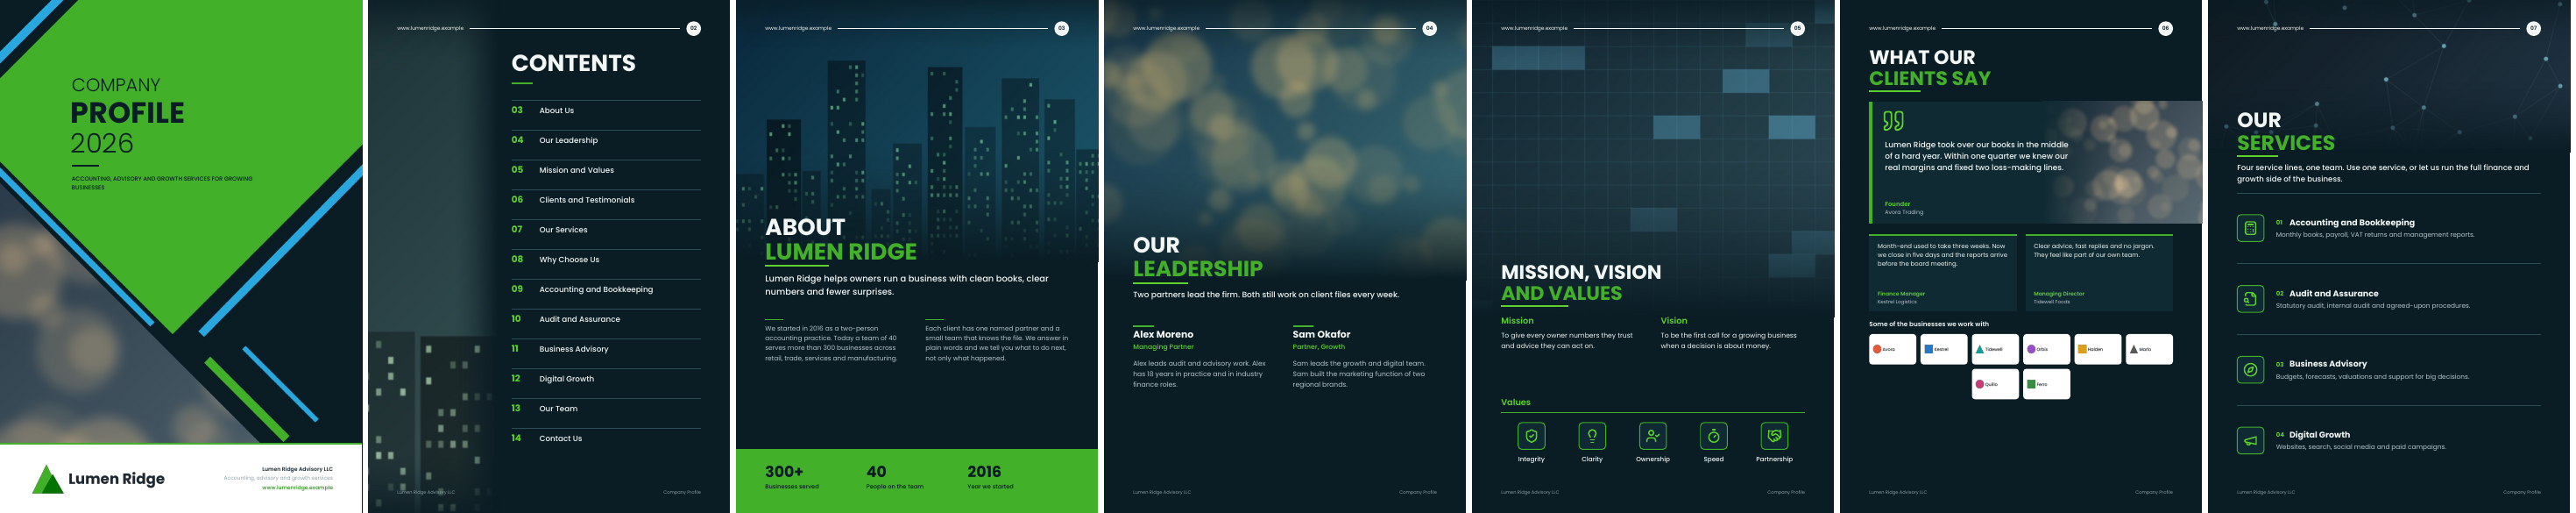 COMPANY
PROFILE
2026
ACCOUNTING, ADVISORY AND GROWTH SERVICES FOR GROWING
BUSINESSES
Lumen Ridge
Lumen Ridge Advisory LLC
Accounting, advisory and growth services
www.lumenridge.example
www.lumenridge.example
02
CONTENTS
03 About Us
04 Our Leadership
05 Mission and Values
06 Clients and Testimonials
07 Our Services
08 Why Choose Us
09 Accounting and Bookkeeping
10 Audit and Assurance
11 Business Advisory
12 Digital Growth
13 Our Team
14 Contact Us
Lumen Ridge Advisory LLC
Company Profile
www.lumenridge.example
03
ABOUT
LUMEN RIDGE
Lumen Ridge helps owners run a business with clean books, clear
numbers and fewer surprises.
We started in 2016 as a two-person
accounting practice. Today a team of 40
serves more than 300 businesses across
retail, trade, services and manufacturing.
Each client has one named partner and a
small team that knows the file. We answer in
plain words and we tell you what to do next,
not only what happened.
300+
Businesses served
40
People on the team
2016
Year we started
www.lumenridge.example
04
OUR
LEADERSHIP
Two partners lead the firm. Both still work on client files every week.
Alex Moreno
Managing Partner
Alex leads audit and advisory work. Alex
has 18 years in practice and in industry
finance roles.
Sam Okafor
Partner, Growth
Sam leads the growth and digital team.
Sam built the marketing function of two
regional brands.
Lumen Ridge Advisory LLC
Company Profile
www.lumenridge.example
05
MISSION, VISION
AND VALUES
Mission
To give every owner numbers they trust
and advice they can act on.
Vision
To be the first call for a growing business
when a decision is about money.
Values
Integrity
Clarity
Ownership
Speed
Partnership
Lumen Ridge Advisory LLC
Company Profile
www.lumenridge.example
06
WHAT OUR
CLIENTS SAY
Lumen Ridge took over our books in the middle
of a hard year. Within one quarter we knew our
real margins and fixed two loss-making lines.
Founder
Avora Trading
Month-end used to take three weeks. Now
we close in five days and the reports arrive
before the board meeting.
Finance Manager
Kestrel Logistics
Clear advice, fast replies and no jargon.
They feel like part of our own team.
Managing Director
Tidewell Foods
Some of the businesses we work with
Avora
Kestrel
Tidewell
Orbis
Halden
Marlo
Quilla
Ferro
Lumen Ridge Advisory LLC
Company Profile
www.lumenridge.example
07
OUR
SERVICES
Four service lines, one team. Use one service, or let us run the full finance and
growth side of the business.
01 Accounting and Bookkeeping
Monthly books, payroll, VAT returns and management reports.
02 Audit and Assurance
Statutory audit, internal audit and agreed-upon procedures.
03 Business Advisory
Budgets, forecasts, valuations and support for big decisions.
04 Digital Growth
Websites, search, social media and paid campaigns.
Lumen Ridge Advisory LLC
Company Profile